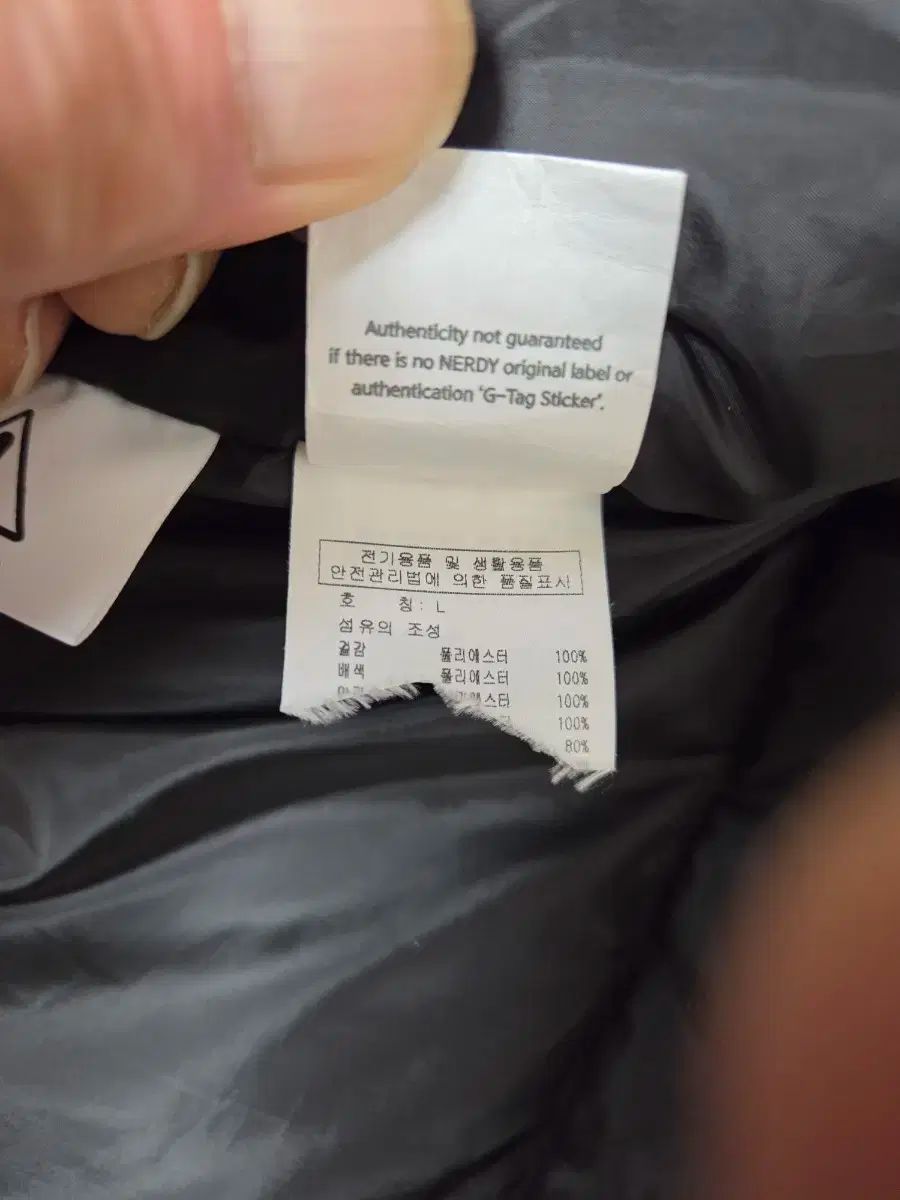 Authenticity not guaranteed
if there is no NERDY original label or
authentication 'G-Tag Sticker'.
전기용품 및 생활용품
안전관리법에 의한 품질표시
호 칭: L
섬유의 조성
겉감 폴리에스터 100%
배색 폴리에스터 100%
100%
100%
80%